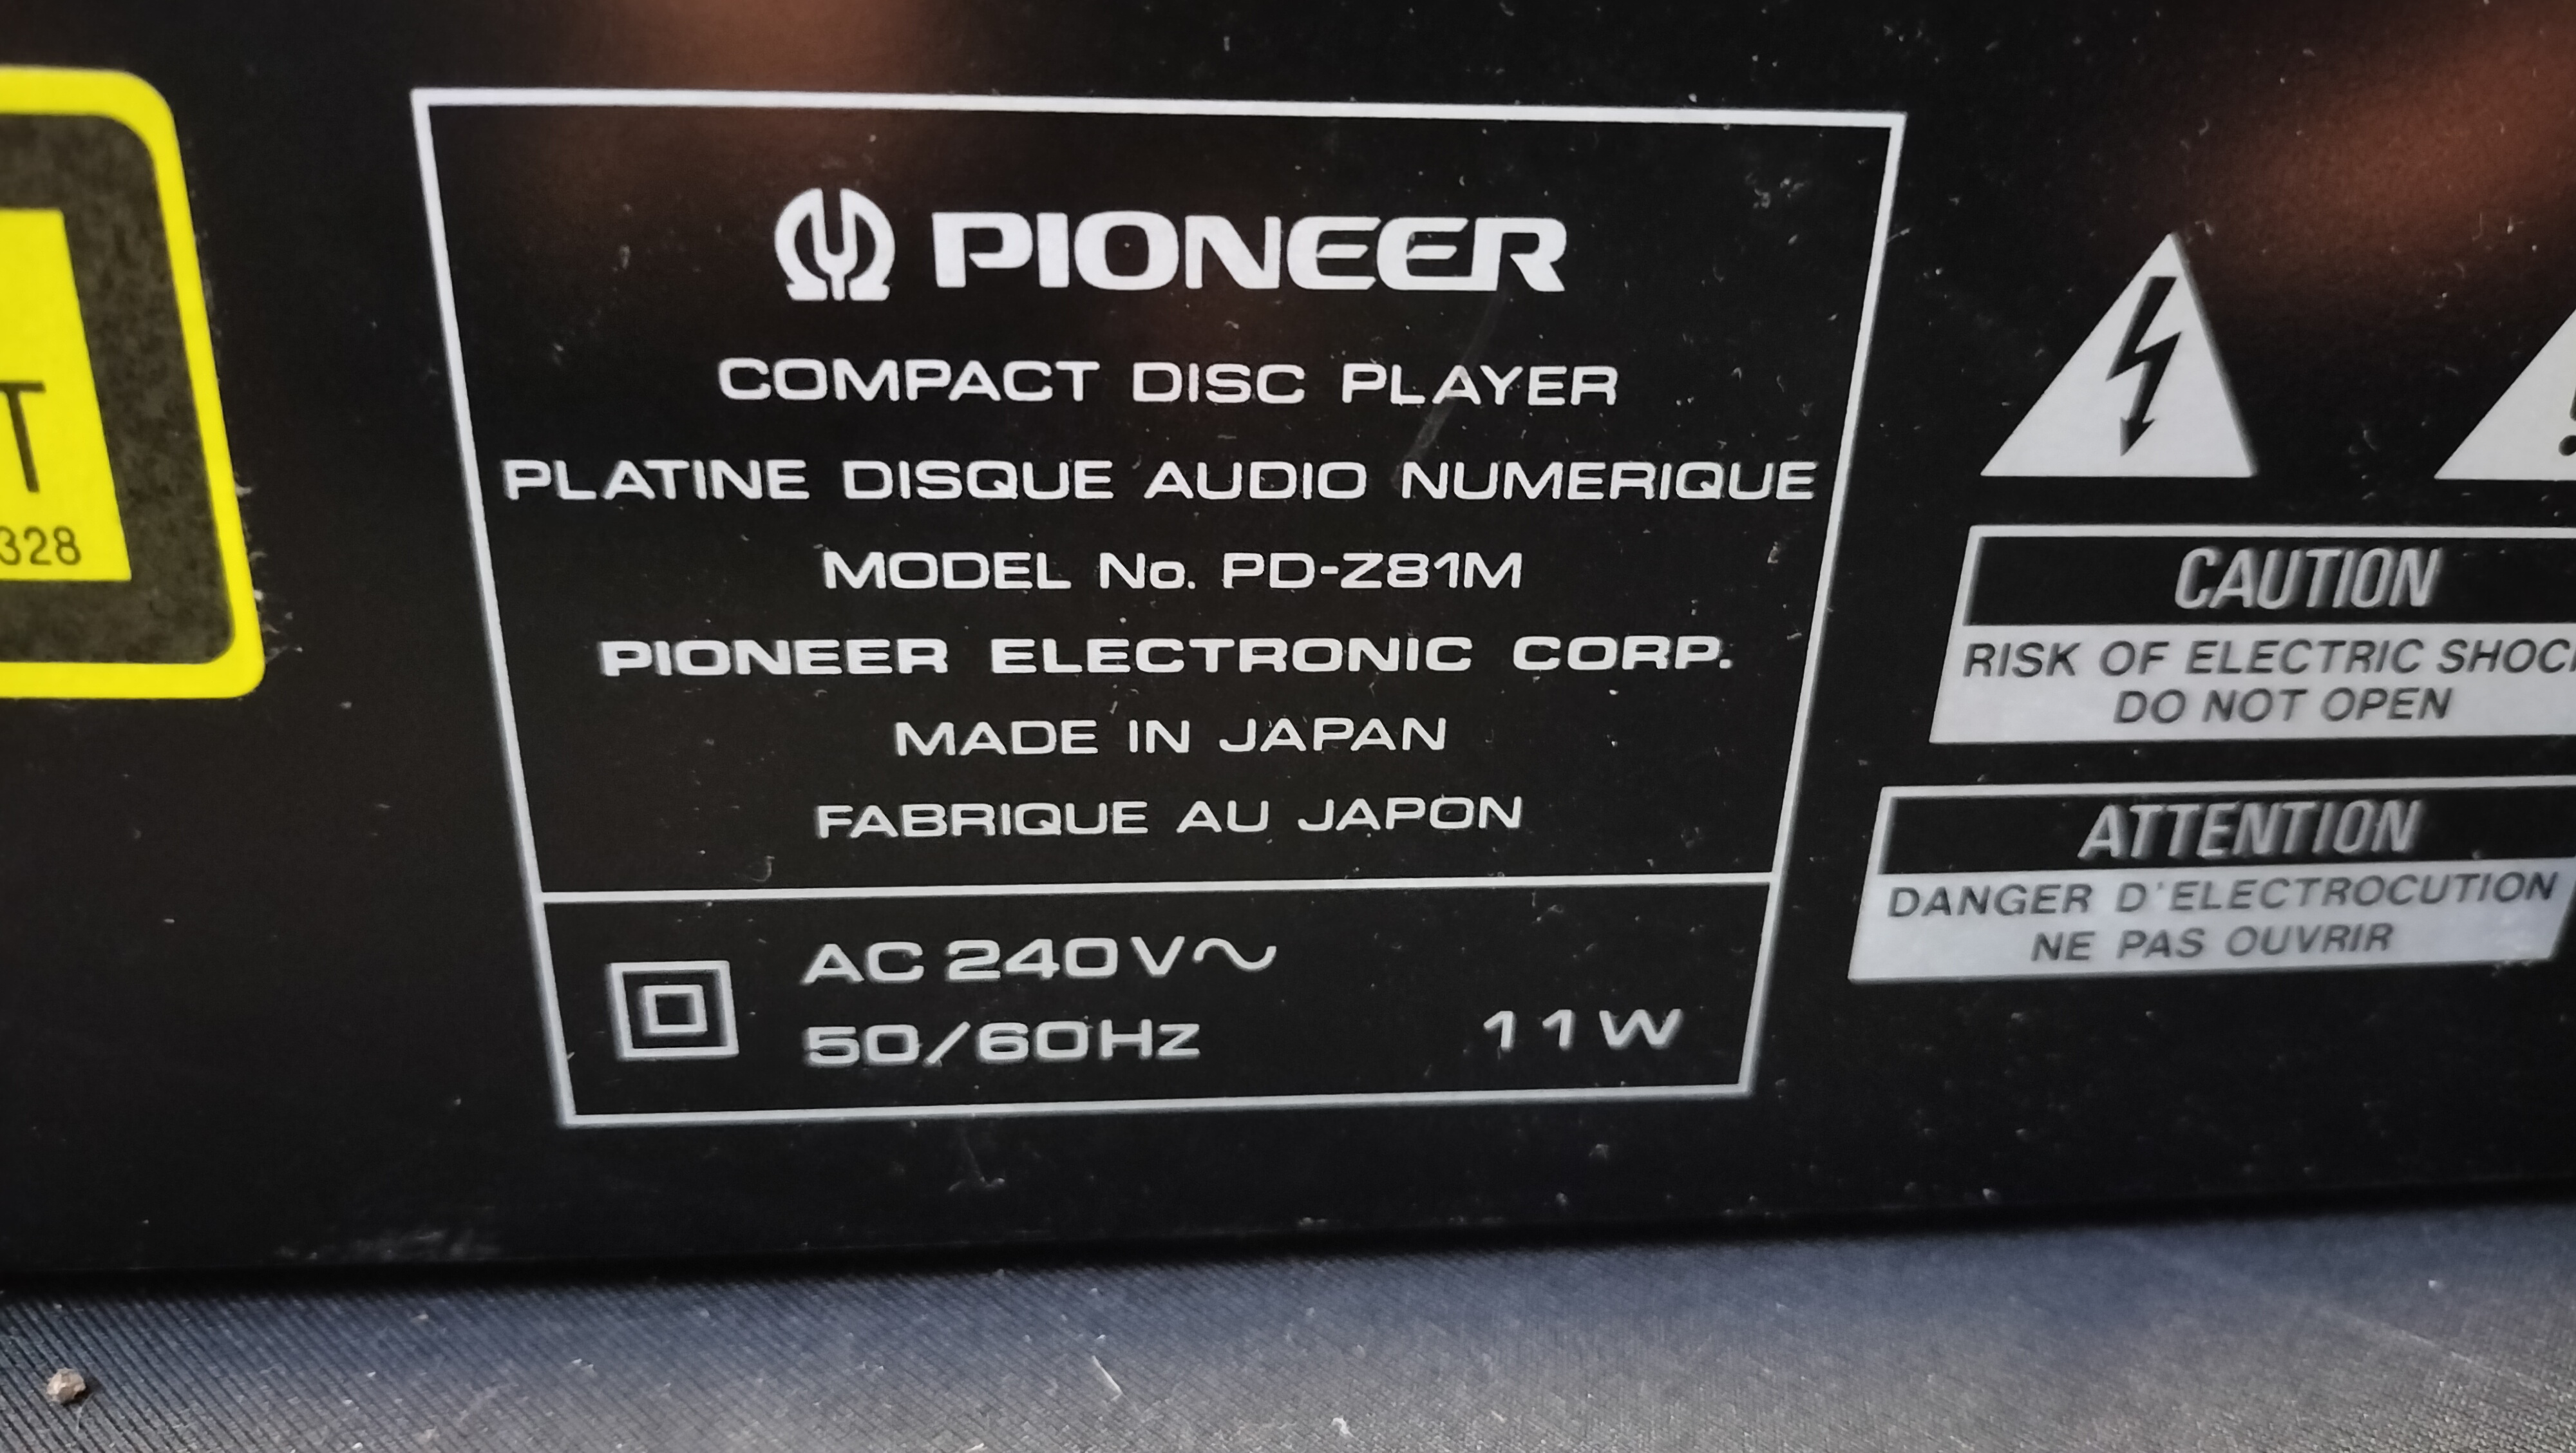 T
328
PIONEER
COMPACT DISC PLAYER
PLATINE DISQUE AUDIO NUMERIQUE
MODEL No. PD-Z81M
PIONEER ELECTRONIC CORP.
MADE IN JAPAN
FABRIQUE AU JAPON
AC 240V~
50/60Hz 11W
CAUTION
RISK OF ELECTRIC SHOCK
DO NOT OPEN
ATTENTION
DANGER D'ELECTROCUTION
NE PAS OUVRIR